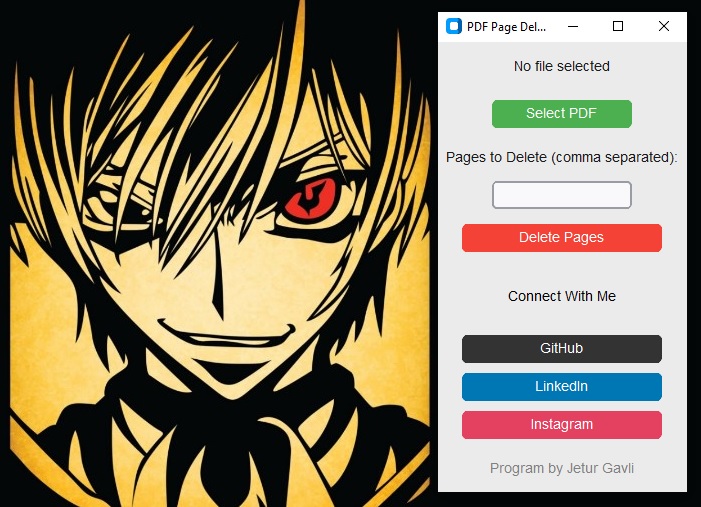 PDF Page Del...
No file selected
Select PDF
Pages to Delete (comma separated):
Delete Pages
Connect With Me
GitHub
LinkedIn
Instagram
Program by Jetur Gavli